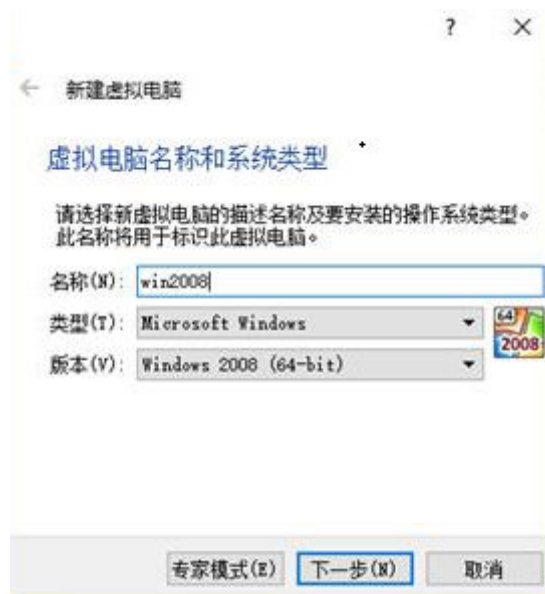 ?
新建虚拟电脑
虚拟电脑名称和系统类型
请选择新虚拟电脑的描述名称及要安装的操作系统类型。
此名称将用于标识此虚拟电脑。
名称(N): win2008
类型(T): Microsoft Windows
64
版本(V): Windows 2008 (64-bit)
2008
专家模式(E) 下一步(N) 取消